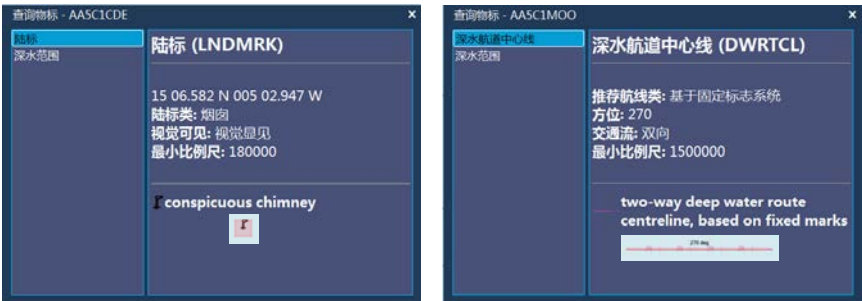 查询物标 - AA5C1CDE
×
陆标
深水范围
陆标 (LNDMRK)
15 06.582 N 005 02.947 W
陆标类: 烟囱
视觉可见: 视觉显见
最小比例尺: 180000
conspicuous chimney
查询物标 - AA5C1MOO
×
深水航道中心线
深水范围
深水航道中心线 (DWRTCL)
推荐航线类: 基于固定标志系统
方位: 270
交通流: 双向
最小比例尺: 1500000
two-way deep water route
centreline, based on fixed marks
270 deg